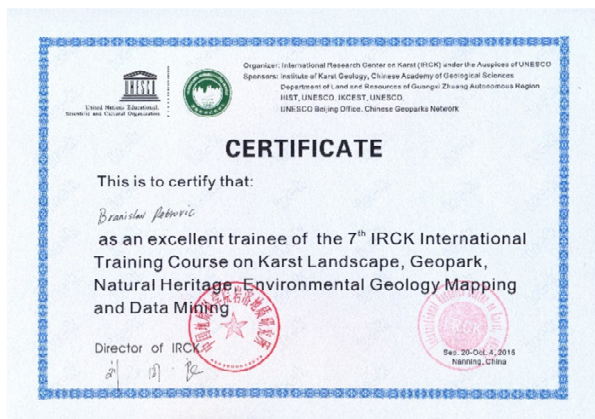 Organizer: International Research Center on Karst (IRCK) under the Auspices of UNESCO
Sponsors: Institute of Karst Geology, Chinese Academy of Geological Sciences
Department of Land and Resources of Guangxi Zhuang Autonomous Region
HIST, UNESCO, IKCEST, UNESCO,
UNESCO Beijing Office, Chinese Geoparks Network
UNESCO
United Nations Educational,
Scientific and Cultural Organization
CERTIFICATE
This is to certify that:
Branislav Petrovic
as an excellent trainee of the 7th IRCK International
Training Course on Karst Landscape, Geopark,
Natural Heritage, Environmental Geology Mapping
and Data Mining
Director of IRCK
IRCK
Sep. 20-Oct. 4, 2015
Nanning, China